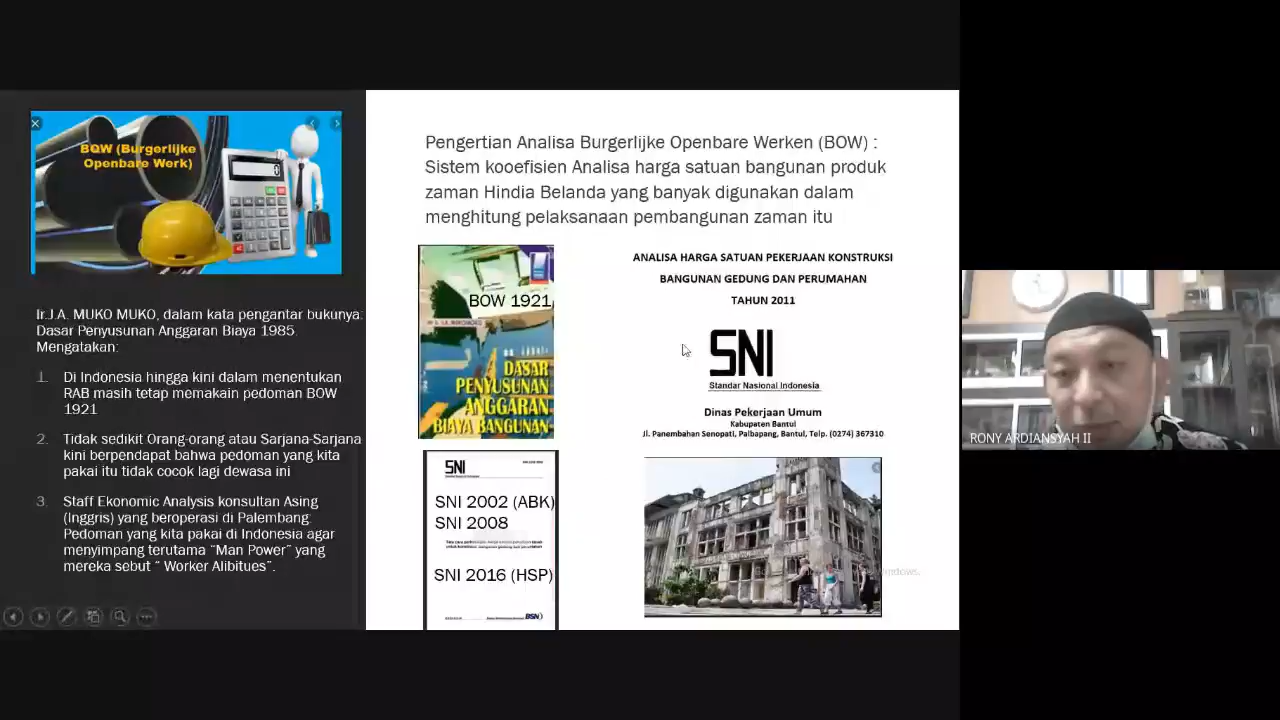 BOW (Burgerlijke
Openbare Werk)
Ir.J.A. MUKO MUKO, dalam kata pengantar bukunya:
Dasar Penyusunan Anggaran Biaya 1985.
Mengatakan:
1. Di Indonesia hingga kini dalam menentukan
RAB masih tetap memakain pedoman BOW
1921
2. Tidak sedikit Orang-orang atau Sarjana-Sarjana
kini berpendapat bahwa pedoman yang kita
pakai itu tidak cocok lagi dewasa ini
3. Staff Ekonomic Analysis konsultan Asing
(Inggris) yang beroperasi di Palembang:
Pedoman yang kita pakai di Indonesia agar
menyimpang terutama “Man Power” yang
mereka sebut “ Worker Alibitues”.
Pengertian Analisa Burgerlijke Openbare Werken (BOW) :
Sistem kooefisien Analisa harga satuan bangunan produk
zaman Hindia Belanda yang banyak digunakan dalam
menghitung pelaksanaan pembangunan zaman itu
BOW 1921
DASAR
PENYUSUNAN
ANGGARAN
BIAYA BANGUNAN
SNI
SNI 2002 (ABK)
SNI 2008
SNI 2016 (HSP)
BSN
ANALISA HARGA SATUAN PEKERJAAN KONSTRUKSI
BANGUNAN GEDUNG DAN PERUMAHAN
TAHUN 2011
SNI
Standar Nasional Indonesia
Dinas Pekerjaan Umum
Kabupaten Bantul
Jl. Panembahan Senopati, Palbapang, Bantul, Telp. (0274) 367310
RONY ARDIANSYAH II